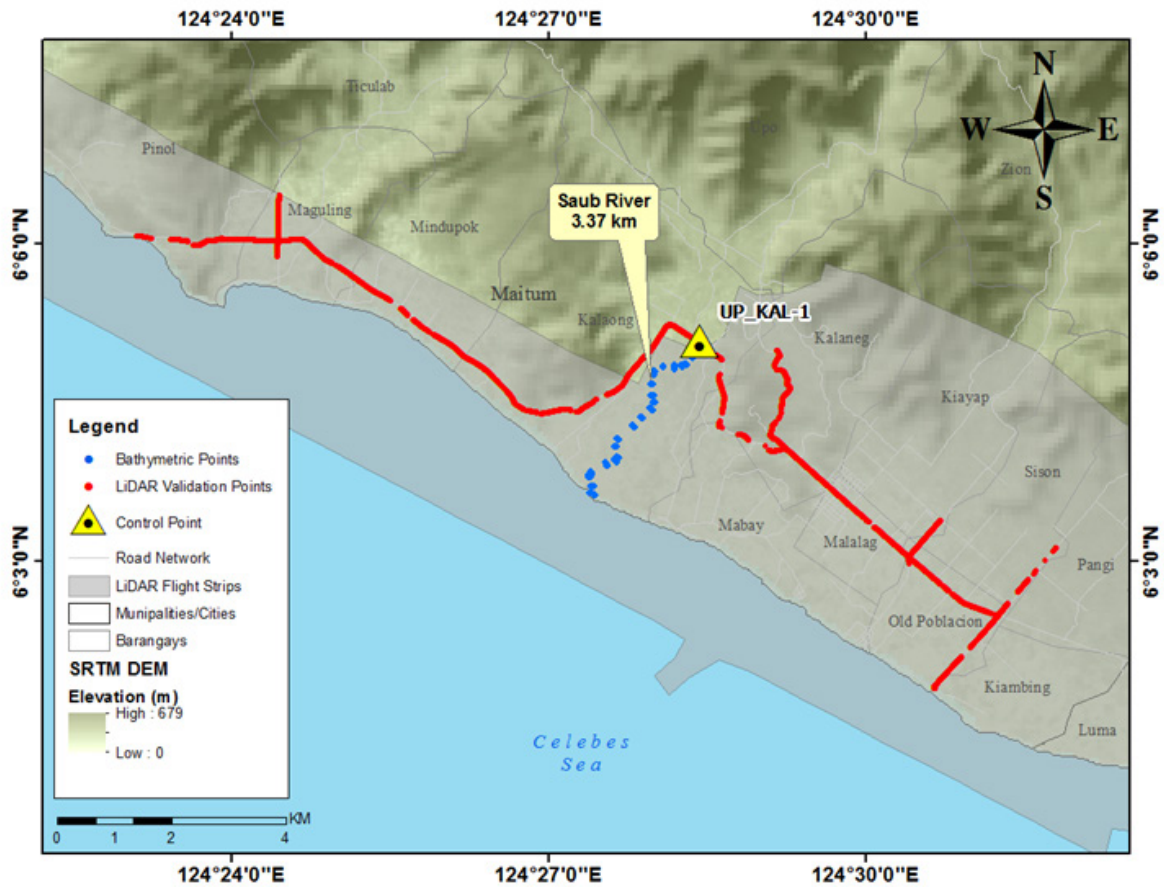 124°24'0"E 124°27'0"E 124°30'0"E
Ticulab
Upo
N
W E
S
Pinol
Zion
Saub River
3.37 km
Maguling
Mindupok
6°6'0"N
6°6'0"N
Maitum
Kalaong
UP_KAL-1
Kalaneg
Kiayap
Legend
Bathymetric Points
LiDAR Validation Points
Control Point
Road Network
LiDAR Flight Strips
Munipalities/Cities
Barangays
SRTM DEM
Elevation (m)
High : 679
Low : 0
Sison
Mabay
Malalag
Pangi
6°3'0"N
6°3'0"N
Old Poblacion
Kiambing
Luma
Celebes
Sea
KM
0 1 2 4
124°24'0"E 124°27'0"E 124°30'0"E